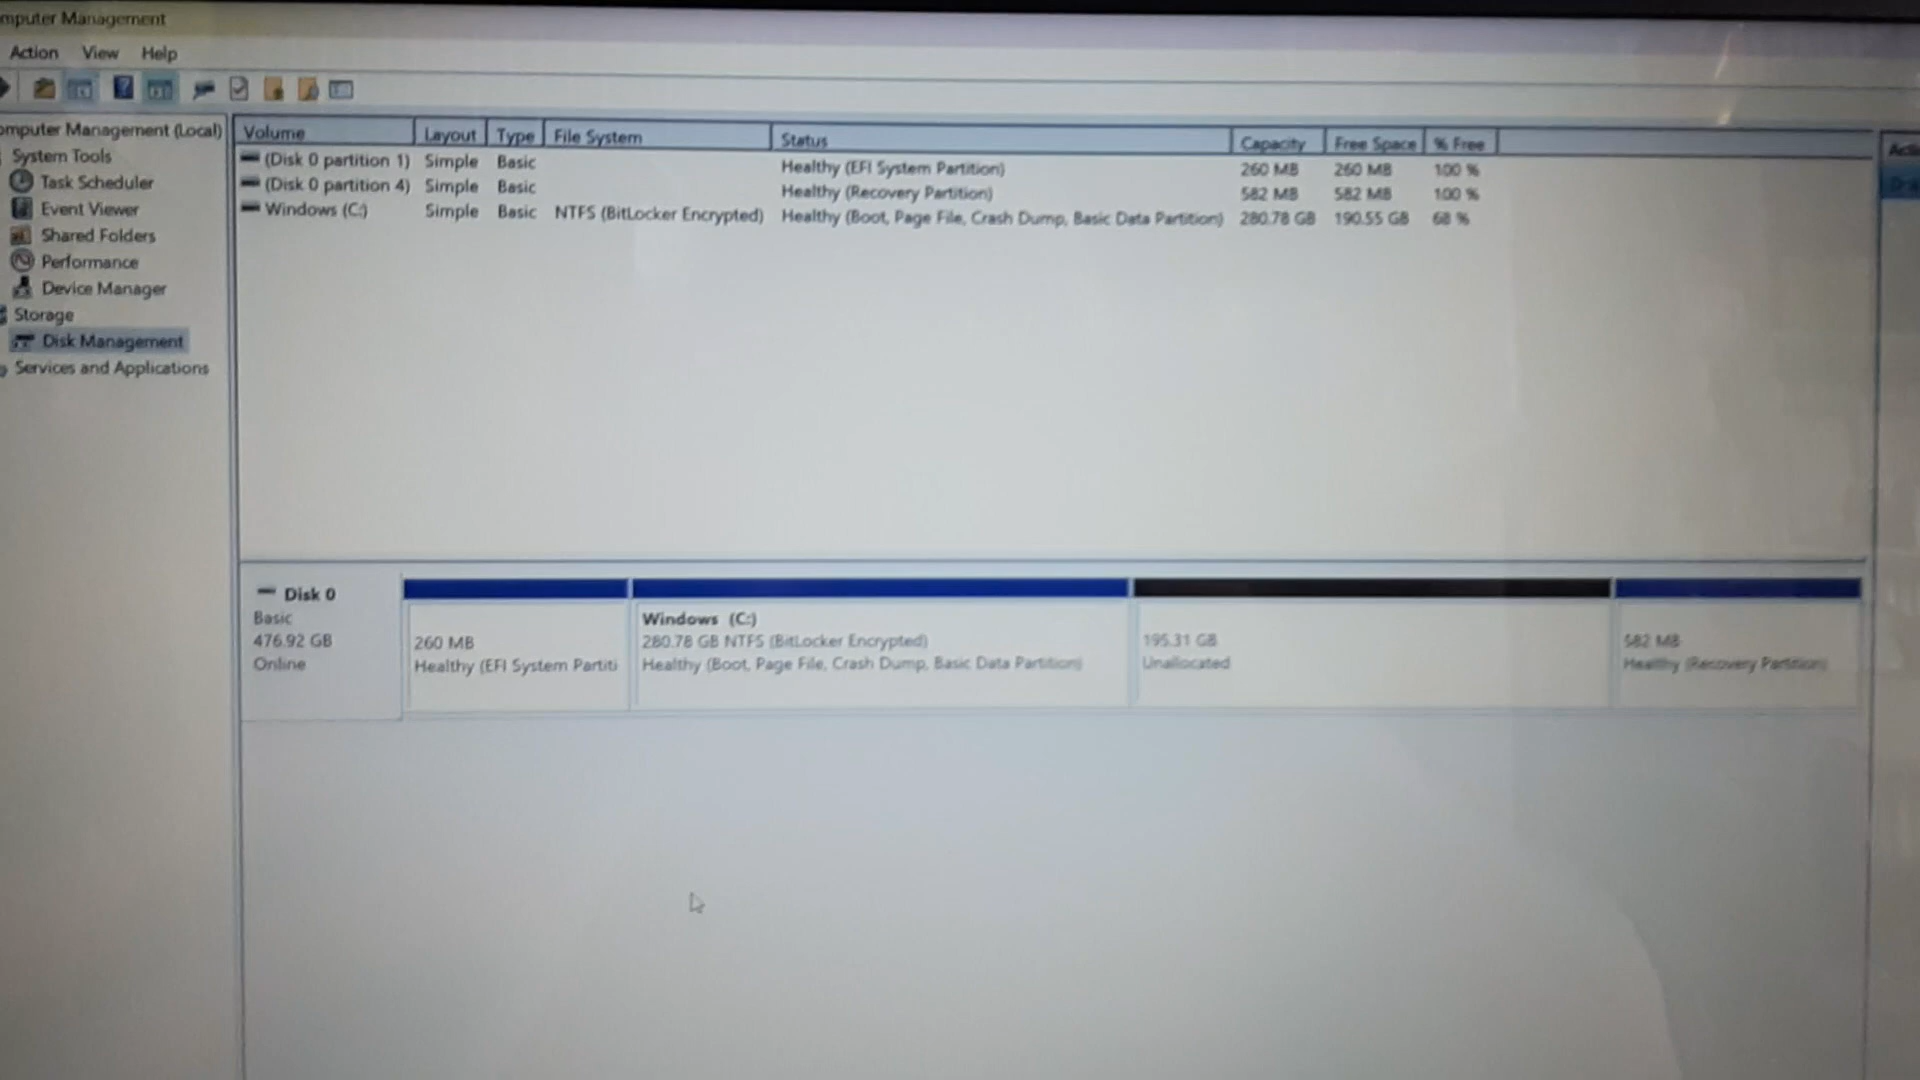 mputer Management
Action View Help
omputer Management (Local)
System Tools
Task Scheduler
Event Viewer
Shared Folders
Performance
Device Manager
Storage
Disk Management
Services and Applications
Volume Layout Type File System Status Capacity Free Space % Free
(Disk 0 partition 1) Simple Basic Healthy (EFI System Partition) 260 MB 260 MB 100 %
(Disk 0 partition 4) Simple Basic Healthy (Recovery Partition) 582 MB 582 MB 100 %
Windows (C:) Simple Basic NTFS (BitLocker Encrypted) Healthy (Boot, Page File, Crash Dump, Basic Data Partition) 280.78 GB 190.55 GB 68 %
Disk 0
Basic
476.92 GB
Online
260 MB
Healthy (EFI System Partiti
Windows (C:)
280.78 GB NTFS (BitLocker Encrypted)
Healthy (Boot, Page File, Crash Dump, Basic Data Partition)
195.31 GB
Unallocated
582 MB
Healthy (Recovery Partition)